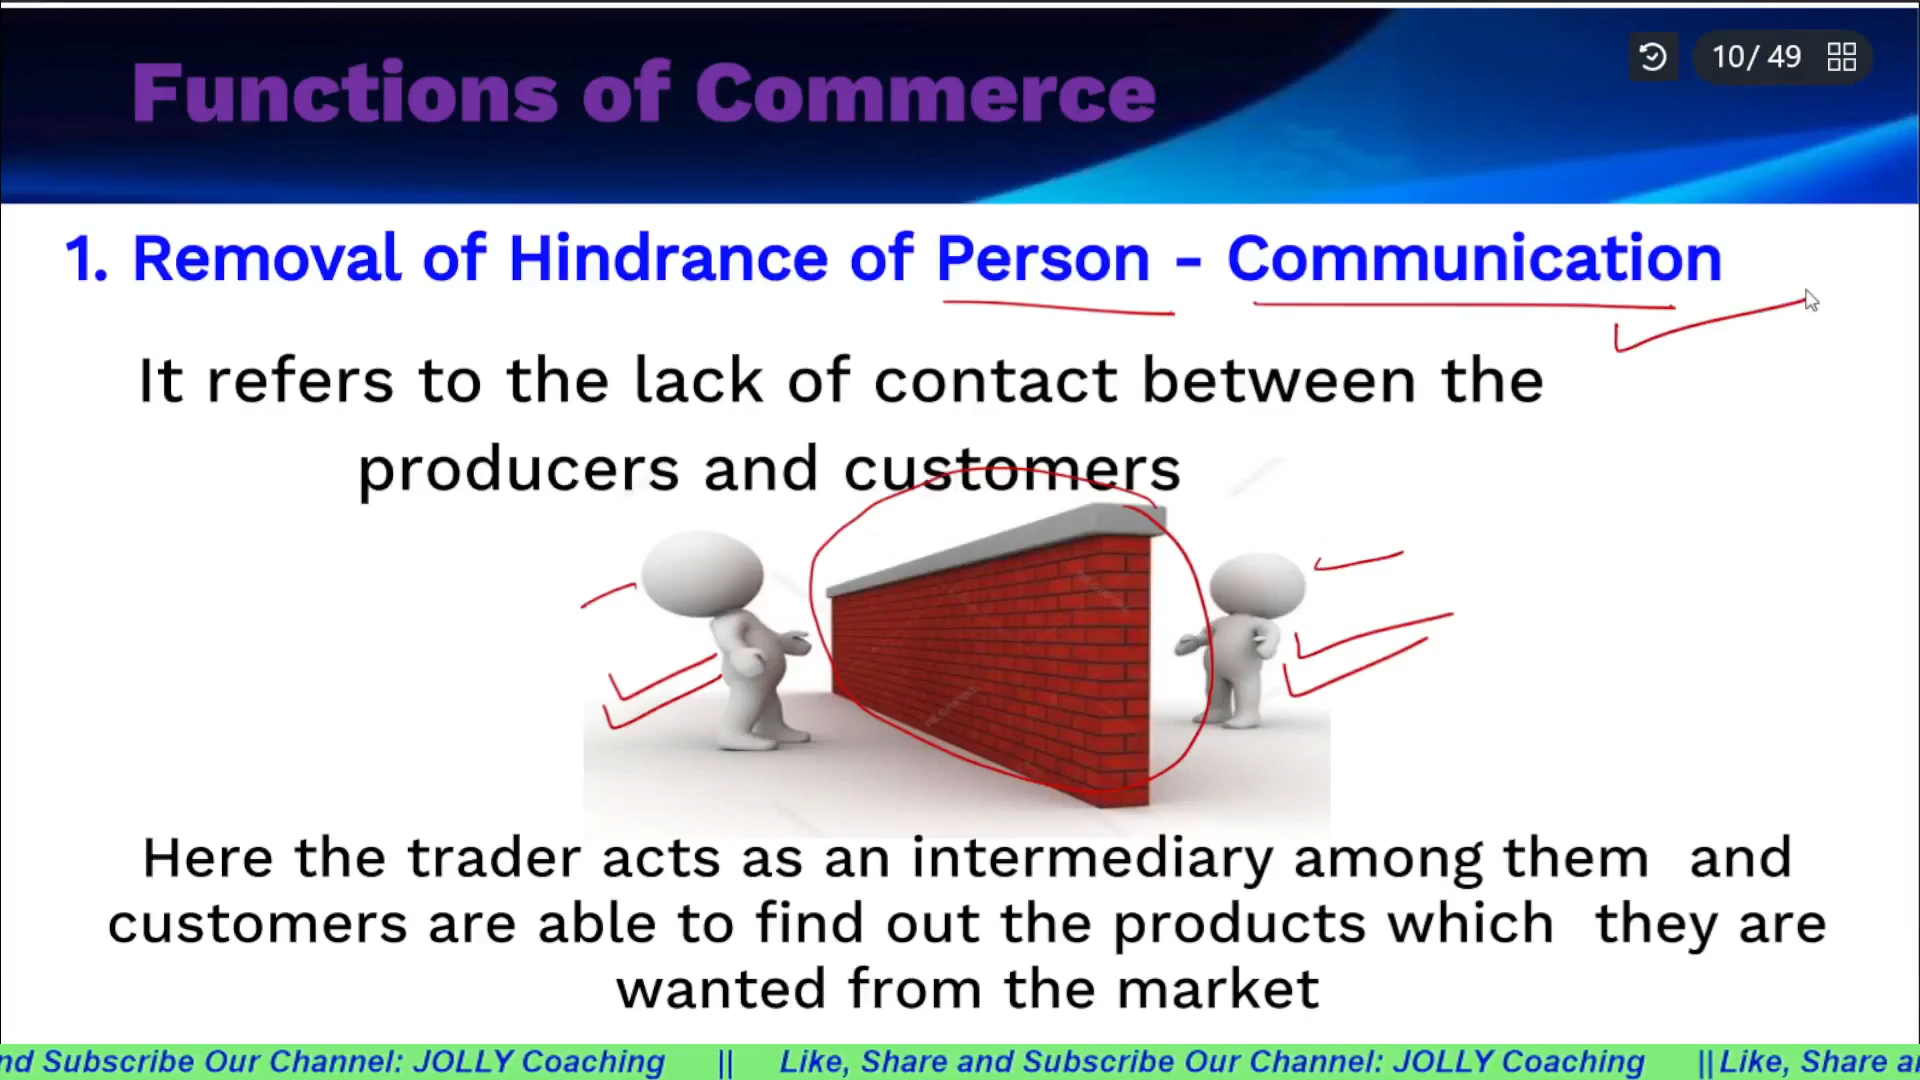 Functions of Commerce
10/ 49
1. Removal of Hindrance of Person - Communication
It refers to the lack of contact between the
producers and customers
Here the trader acts as an intermediary among them and
customers are able to find out the products which they are
wanted from the market
nd Subscribe Our Channel: JOLLY Coaching || Like, Share and Subscribe Our Channel: JOLLY Coaching || Like, Share a